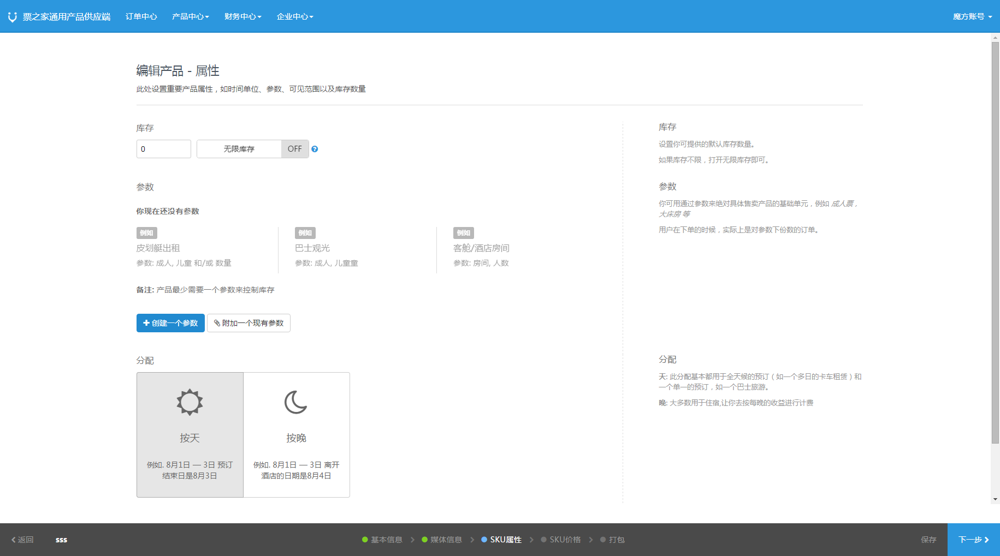 票之家通用产品供应端 订单中心 产品中心 财务中心 企业中心 魔方账号
编辑产品 - 属性
此处设置重要产品属性，如时间单位、参数、可见范围以及库存数量
库存
0 无限库存 OFF ?
参数
你现在还没有参数
例如
皮划艇出租
参数: 成人, 儿童 和/或 数量
例如
巴士观光
参数: 成人, 儿童童
例如
客舱/酒店房间
参数: 房间, 人数
备注: 产品最少需要一个参数来控制库存
创建一个参数 附加一个现有参数
分配
按天
例如. 8月1日 — 3日 预订
结束日是8月3日
按晚
例如. 8月1日 — 3日 离开
酒店的日期是8月4日
库存
设置你可提供的默认库存数量。
如果库存不限，打开无限库存即可。
参数
你可用通过参数来绝对具体售卖产品的基础单元，例如 成人票，
大床房 等
用户在下单的时候，实际上是对参数下份数的订单。
分配
天: 此分配基本都用于全天候的预订（如一个多日的卡车租赁）和
一个单一的预订，如一个巴士旅游。
晚: 大多数用于住宿,让你去按每晚的收益进行计费
返回 sss 基本信息 媒体信息 SKU属性 SKU价格 打包 保存 下一步